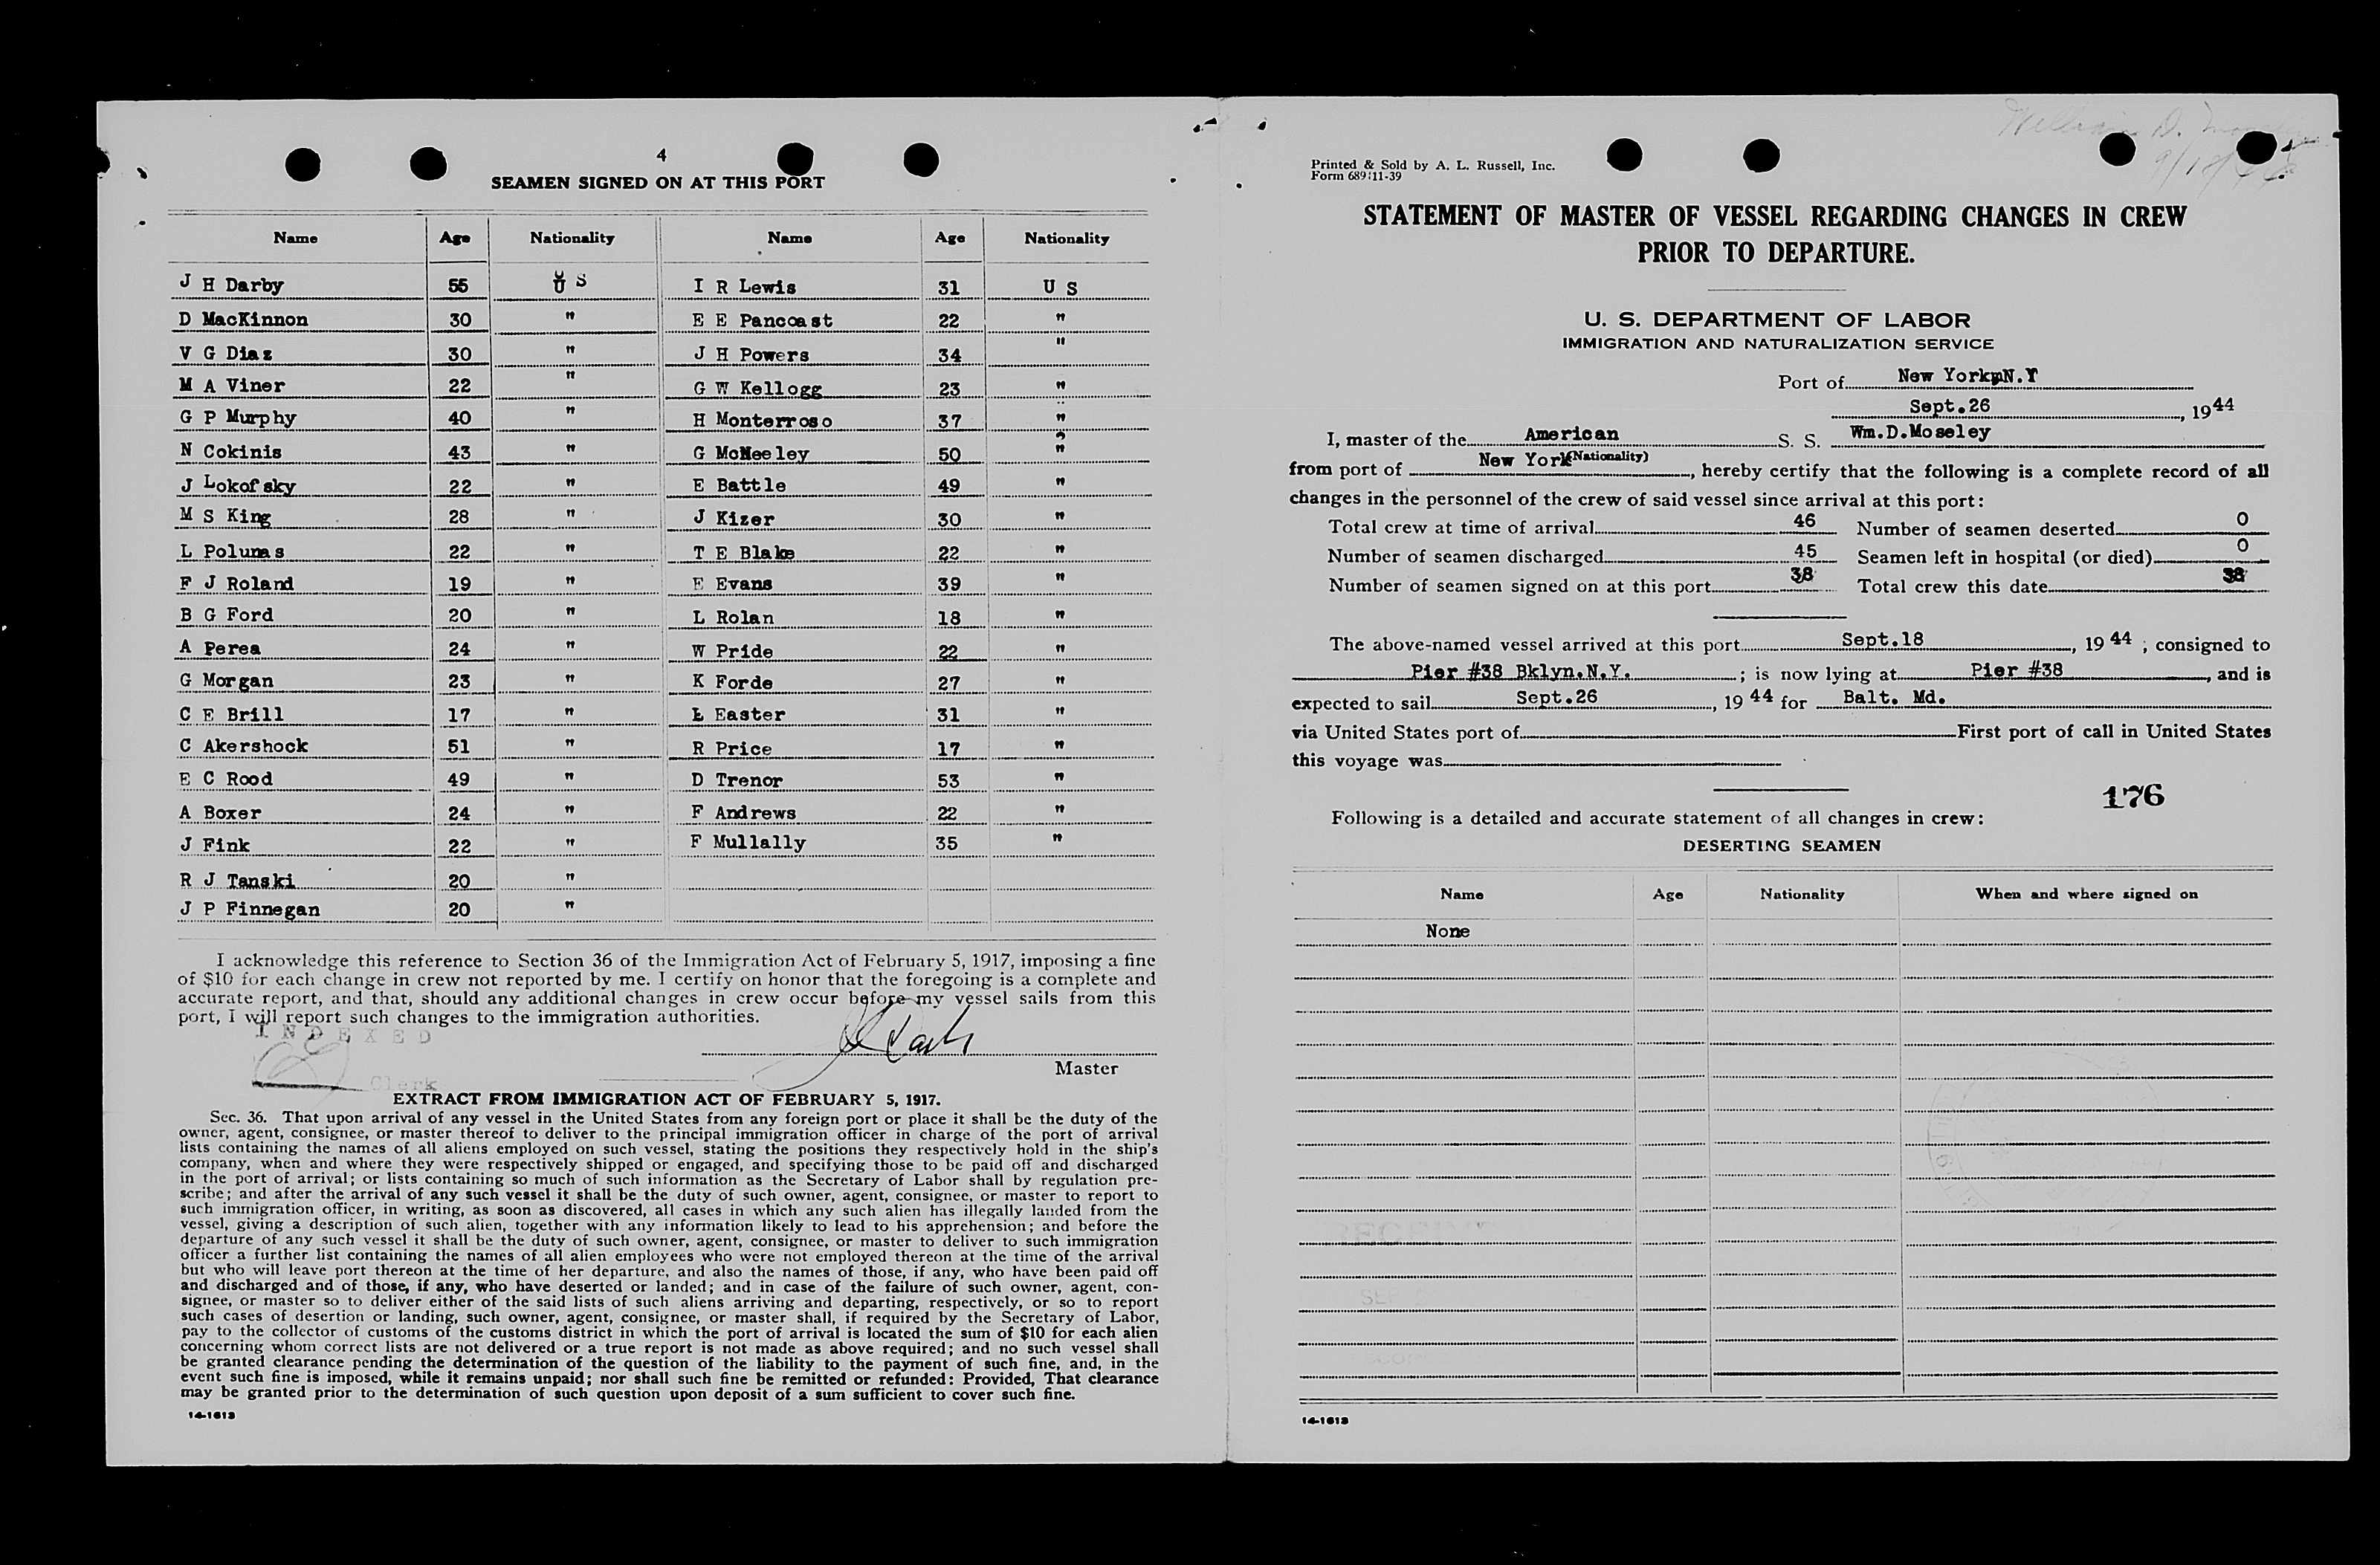 4
SEAMEN SIGNED ON AT THIS PORT
Name Age Nationality Name Age Nationality
J H Darby 55 U S I R Lewis 31 U S
D MacKinnon 30 " E E Pancoast 22 "
V G Diaz 30 " J H Powers 34 "
M A Viner 22 " G W Kellogg 23 "
G P Murphy 40 " H Monterroso 37 "
N Cokinis 43 " G McNeeley 50 "
J Lokofsky 22 " E Battle 49 "
M S King 28 " J Kizer 30 "
L Polumas 22 " T E Blake 22 "
F J Roland 19 " E Evans 39 "
B G Ford 20 " L Rolan 18 "
A Perea 24 " W Pride 22 "
G Morgan 23 " K Forde 27 "
C E Brill 17 " L Easter 31 "
C Akershock 51 " R Price 17 "
E C Rood 49 " D Trenor 53 "
A Boxer 24 " F Andrews 22 "
J Fink 22 " F Mullally 35 "
R J Tanski 20 "
J P Finnegan 20 "
I acknowledge this reference to Section 36 of the Immigration Act of February 5, 1917, imposing a fine
of $10 for each change in crew not reported by me. I certify on honor that the foregoing is a complete and
accurate report, and that, should any additional changes in crew occur before my vessel sails from this
port, I will report such changes to the immigration authorities.
INDEXED
Clerk
Master
EXTRACT FROM IMMIGRATION ACT OF FEBRUARY 5, 1917.
Sec. 36. That upon arrival of any vessel in the United States from any foreign port or place it shall be the duty of the
owner, agent, consignee, or master thereof to deliver to the principal immigration officer in charge of the port of arrival
lists containing the names of all aliens employed on such vessel, stating the positions they respectively hold in the ship's
company, when and where they were respectively shipped or engaged, and specifying those to be paid off and discharged
in the port of arrival; or lists containing so much of such information as the Secretary of Labor shall by regulation pre-
scribe; and after the arrival of any such vessel it shall be the duty of such owner, agent, consignee, or master to report to
such immigration officer, in writing, as soon as discovered, all cases in which any such alien has illegally landed from the
vessel, giving a description of such alien, together with any information likely to lead to his apprehension; and before the
departure of any such vessel it shall be the duty of such owner, agent, consignee, or master to deliver to such immigration
officer a further list containing the names of all alien employees who were not employed thereon at the time of the arrival
but who will leave port thereon at the time of her departure, and also the names of those, if any, who have been paid off
and discharged and of those, if any, who have deserted or landed; and in case of the failure of such owner, agent, con-
signee, or master so to deliver either of the said lists of such aliens arriving and departing, respectively, or so to report
such cases of desertion or landing, such owner, agent, consignee, or master shall, if required by the Secretary of Labor,
pay to the collector of customs of the customs district in which the port of arrival is located the sum of $10 for each alien
concerning whom correct lists are not delivered or a true report is not made as above required; and no such vessel shall
be granted clearance pending the determination of the question of the liability to the payment of such fine, and, in the
event such fine is imposed, while it remains unpaid; nor shall such fine be remitted or refunded: Provided, That clearance
may be granted prior to the determination of such question upon deposit of a sum sufficient to cover such fine.
14-1613
William D.
Printed & Sold by A. L. Russell, Inc.
Form 689:11-39
STATEMENT OF MASTER OF VESSEL REGARDING CHANGES IN CREW
PRIOR TO DEPARTURE.
U. S. DEPARTMENT OF LABOR
IMMIGRATION AND NATURALIZATION SERVICE
Port of New York, N.Y
Sept.26, 1944
I, master of the American S. S. Wm.D.Moseley
(Nationality)
from port of New York, hereby certify that the following is a complete record of all
changes in the personnel of the crew of said vessel since arrival at this port:
Total crew at time of arrival 46 Number of seamen deserted 0
Number of seamen discharged 45 Seamen left in hospital (or died) 0
Number of seamen signed on at this port 38 Total crew this date 38
The above-named vessel arrived at this port Sept.18, 19 44 ; consigned to
Pier #38 Bklyn.N.Y. ; is now lying at Pier #38, and is
expected to sail Sept.26, 19 44 for Balt. Md.
via United States port of First port of call in United States
this voyage was
176
Following is a detailed and accurate statement of all changes in crew:
DESERTING SEAMEN
Name Age Nationality When and where signed on
None
14-1613